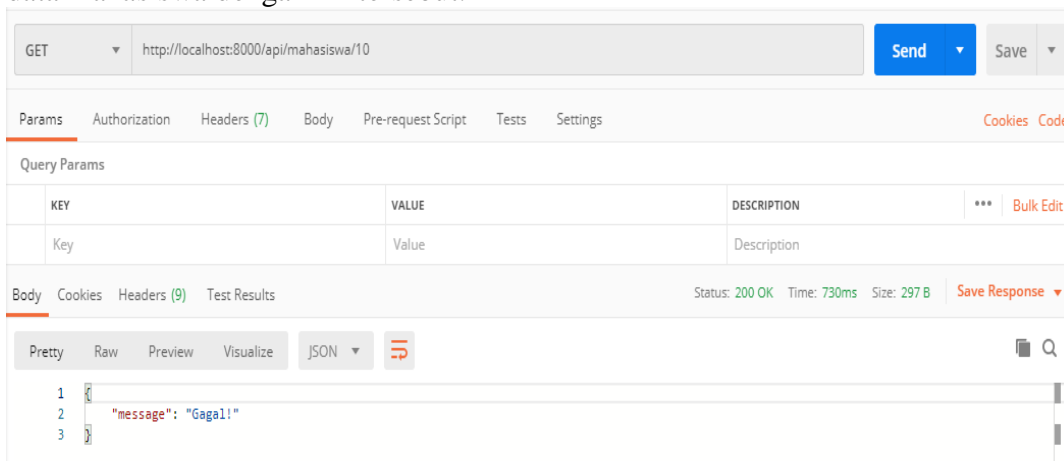 GET http://localhost:8000/api/mahasiswa/10 Send Save
Params Authorization Headers (7) Body Pre-request Script Tests Settings Cookies Code
Query Params
KEY VALUE DESCRIPTION ••• Bulk Edit
Key Value Description
Body Cookies Headers (9) Test Results Status: 200 OK Time: 730ms Size: 297 B Save Response
Pretty Raw Preview Visualize JSON
1 {
2 "message": "Gagal!"
3 }